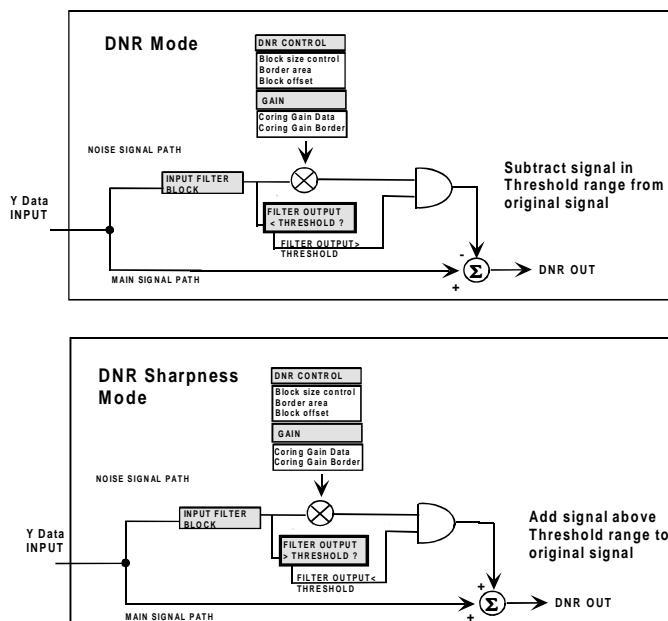 DNR Mode
DNR CONTROL
Block size control
Border area
Block offset
GAIN
Coring Gain Data
Coring Gain Border
NOISE SIGNAL PATH
INPUT FILTER
BLOCK
Y Data
INPUT
FILTER OUTPUT
< THRESHOLD ?
FILTER OUTPUT>
THRESHOLD
Subtract signal in
Threshold range from
original signal
-
Σ
+
DNR OUT
MAIN SIGNAL PATH
DNR Sharpness
Mode
DNR CONTROL
Block size control
Border area
Block offset
GAIN
Coring Gain Data
Coring Gain Border
NOISE SIGNAL PATH
INPUT FILTER
BLOCK
Y Data
INPUT
FILTER OUTPUT
> THRESHOLD ?
FILTER OUTPUT<
THRESHOLD
Add signal above
Threshold range to
original signal
+
Σ
+
DNR OUT
MAIN SIGNAL PATH